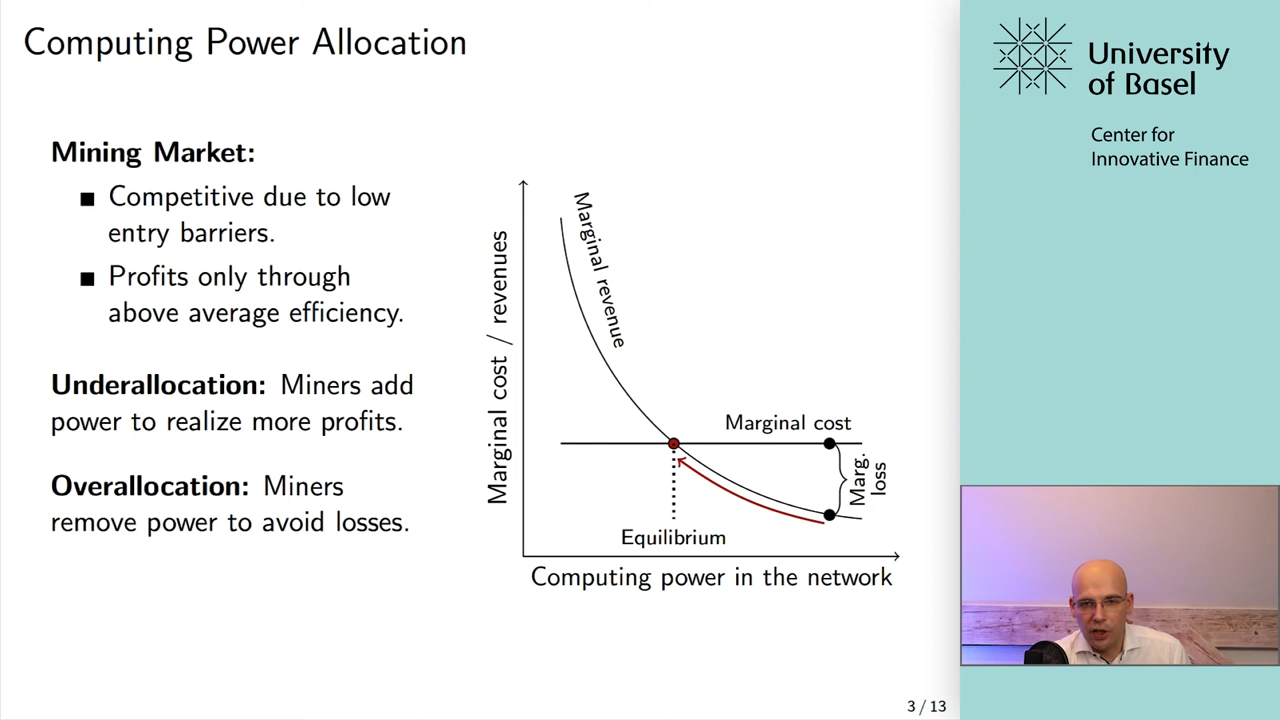 Computing Power Allocation
Mining Market:
Competitive due to low
entry barriers.
Profits only through
above average efficiency.
Underallocation: Miners add
power to realize more profits.
Overallocation: Miners
remove power to avoid losses.
Marginal cost / revenues
Marginal revenue
Marginal cost
Marg.
loss
Equilibrium
Computing power in the network
3 / 13
University
of Basel
Center for
Innovative Finance